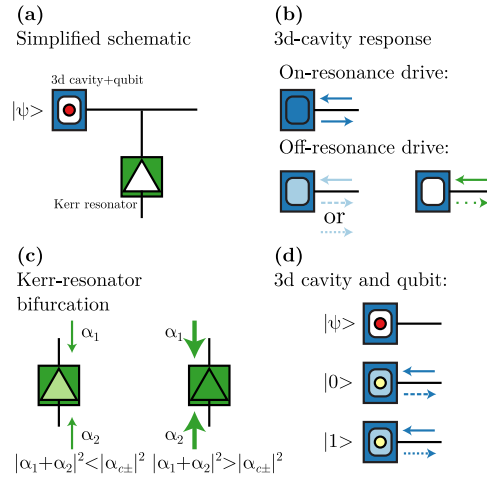 (a)
Simplified schematic
3d cavity+qubit
|ψ>
Kerr resonator
(b)
3d-cavity response
On-resonance drive:
Off-resonance drive:
or
(c)
Kerr-resonator
bifurcation
α₁
α₁
α₂
α₂
|α₁+α₂|²<|α_c±|²
|α₁+α₂|²>|α_c±|²
(d)
3d cavity and qubit:
|ψ>
|0>
|1>